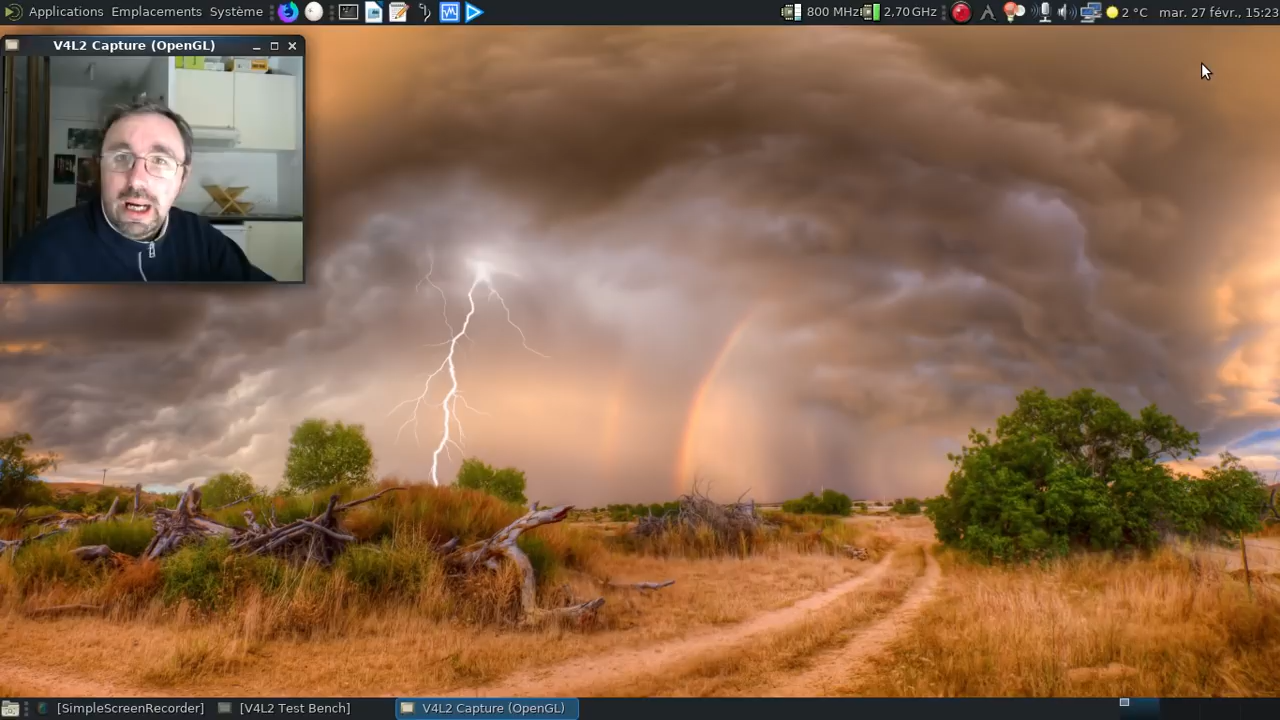 Applications Emplacements Système 800 MHz 2,70 GHz 2 °C mar. 27 févr., 15:23
V4L2 Capture (OpenGL)
[SimpleScreenRecorder] [V4L2 Test Bench] V4L2 Capture (OpenGL)